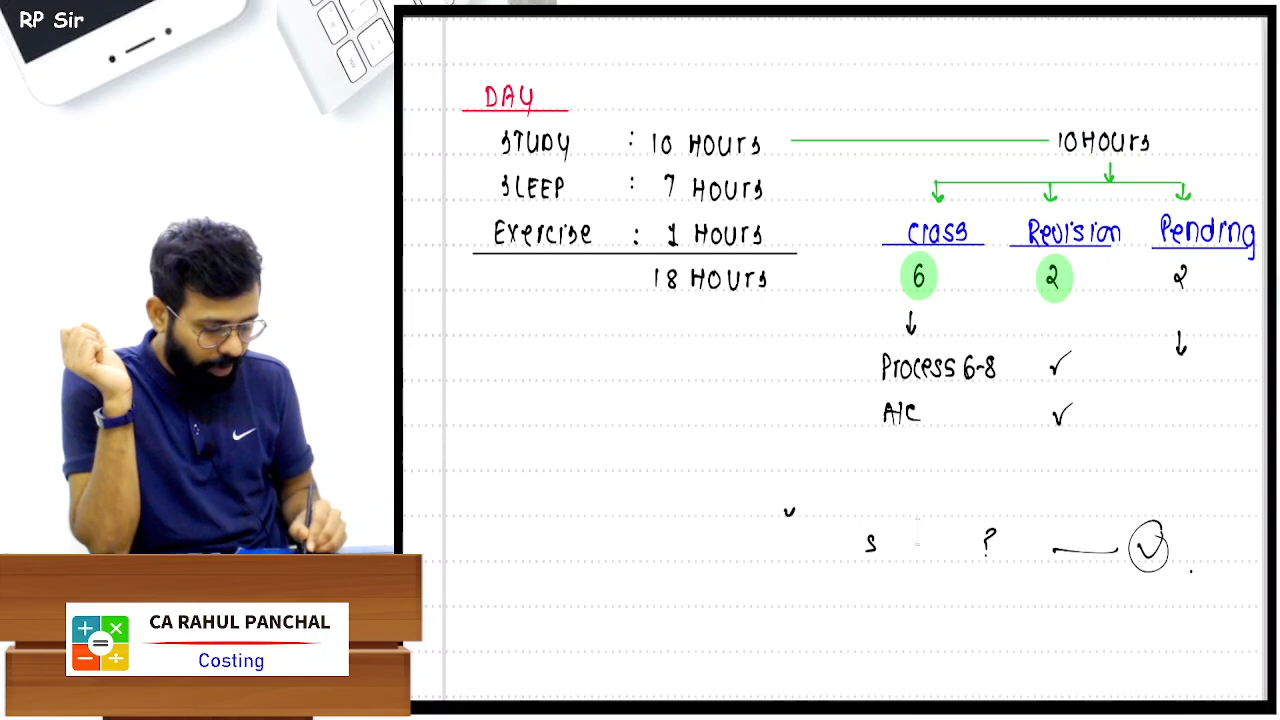 RP Sir
DAY
STUDY : 10 HOURS 10 HOURS
SLEEP : 7 HOURS
Exercise : 1 HOURS
18 HOURS
Class Revision Pending
6 2 2
Process 6-8 ✓
A/C ✓
s ? ✓
CA RAHUL PANCHAL
Costing